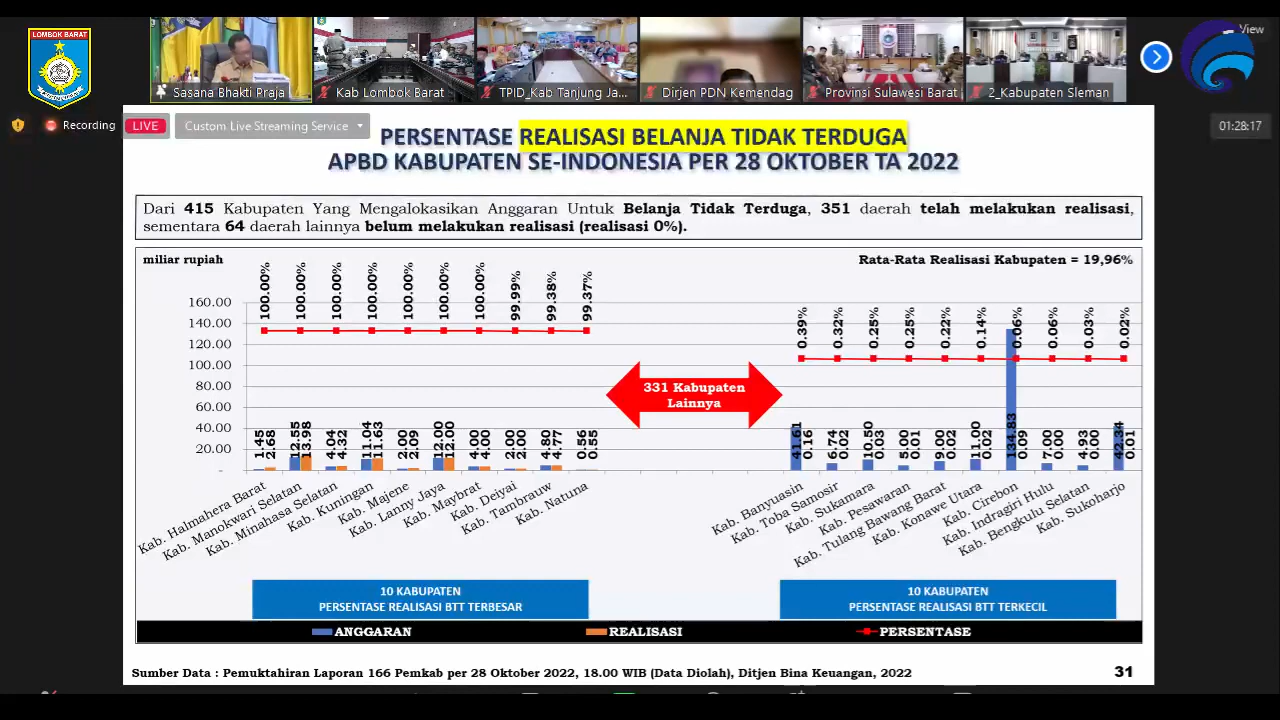 LOMBOK BARAT
Sasana Bhakti Praja
Kab Lombok Barat
TPID_Kab Tanjung Ja...
Dirjen PDN Kemendag
Provinsi Sulawesi Barat
2_Kabupaten Sleman
View
Recording
LIVE
Custom Live Streaming Service
01:28:17
PERSENTASE REALISASI BELANJA TIDAK TERDUGA
APBD KABUPATEN SE-INDONESIA PER 28 OKTOBER TA 2022
Dari 415 Kabupaten Yang Mengalokasikan Anggaran Untuk Belanja Tidak Terduga, 351 daerah telah melakukan realisasi,
sementara 64 daerah lainnya belum melakukan realisasi (realisasi 0%).
miliar rupiah
Rata-Rata Realisasi Kabupaten = 19,96%
160.00
140.00
120.00
100.00
80.00
60.00
40.00
20.00
-
100.00% 100.00% 100.00% 100.00% 100.00% 100.00% 100.00% 99.99% 99.38% 99.37%
0.39% 0.32% 0.25% 0.25% 0.22% 0.14% 0.06% 0.06% 0.03% 0.02%
331 Kabupaten
Lainnya
1.45 2.68 12.55 13.98 4.04 4.32 11.04 11.63 2.00 2.09 12.00 12.00 4.00 4.00 2.00 2.00 4.80 4.77 0.56 0.55
41.61 0.16 6.74 0.02 10.50 0.03 5.00 0.01 9.00 0.02 11.00 0.02 134.83 0.09 7.00 0.00 4.93 0.00 42.34 0.01
Kab. Halmahera Barat
Kab. Manokwari Selatan
Kab. Minahasa Selatan
Kab. Kuningan
Kab. Majene
Kab. Lanny Jaya
Kab. Maybrat
Kab. Deiyai
Kab. Tambrauw
Kab. Natuna
Kab. Banyuasin
Kab. Toba Samosir
Kab. Sukamara
Kab. Pesawaran
Kab. Tulang Bawang Barat
Kab. Konawe Utara
Kab. Cirebon
Kab. Indragiri Hulu
Kab. Bengkulu Selatan
Kab. Sukoharjo
10 KABUPATEN
PERSENTASE REALISASI BTT TERBESAR
10 KABUPATEN
PERSENTASE REALISASI BTT TERKECIL
ANGGARAN
REALISASI
PERSENTASE
Sumber Data : Pemuktahiran Laporan 166 Pemkab per 28 Oktober 2022, 18.00 WIB (Data Diolah), Ditjen Bina Keuangan, 2022
31